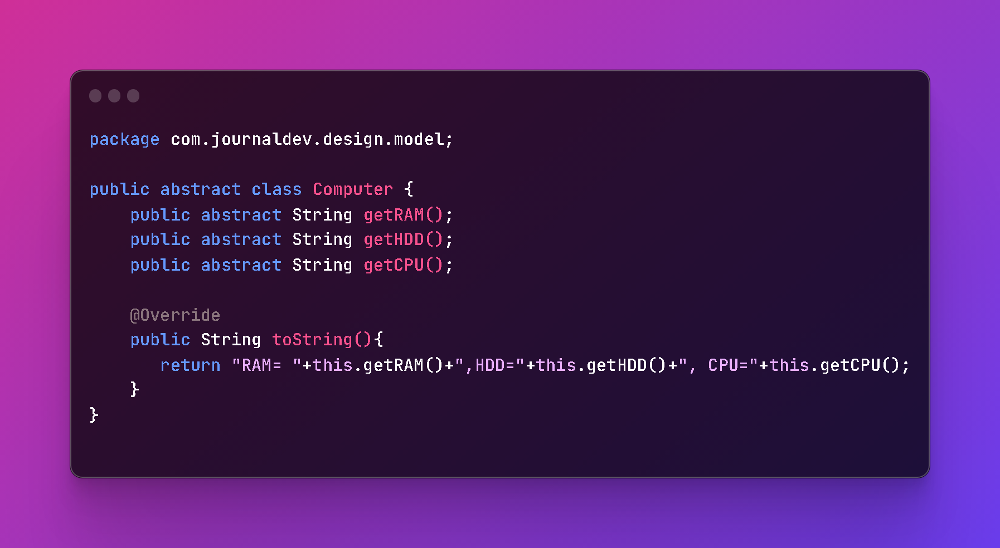 package com.journaldev.design.model;
public abstract class Computer {
    public abstract String getRAM();
    public abstract String getHDD();
    public abstract String getCPU();
    @Override
    public String toString(){
       return "RAM= "+this.getRAM()+",HDD="+this.getHDD()+", CPU="+this.getCPU();
    }
}